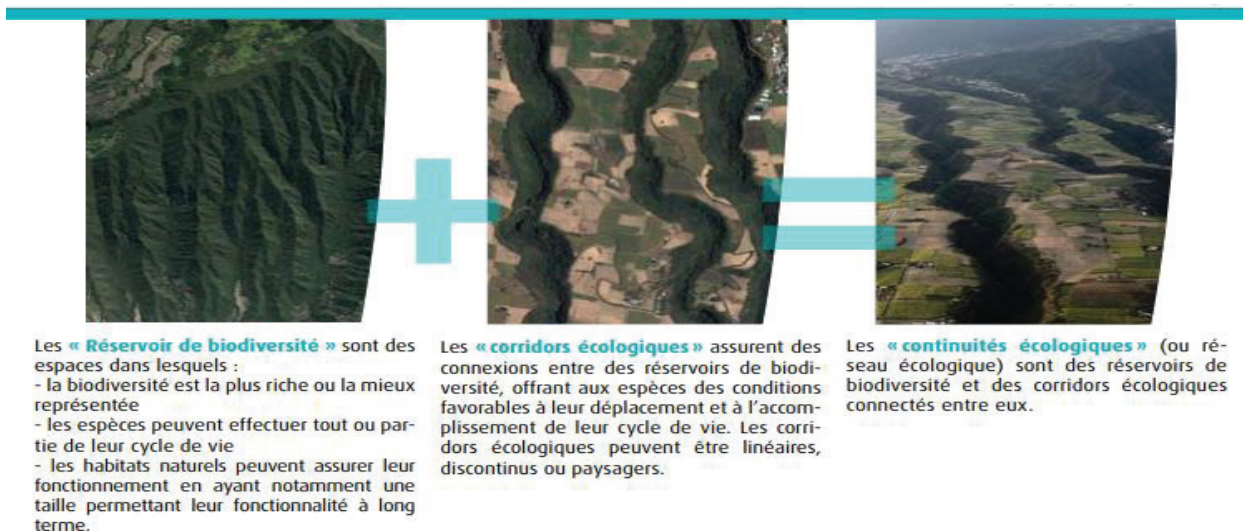 Les « Réservoir de biodiversité » sont des
espaces dans lesquels :
- la biodiversité est la plus riche ou la mieux
représentée
- les espèces peuvent effectuer tout ou par-
tie de leur cycle de vie
- les habitats naturels peuvent assurer leur
fonctionnement en ayant notamment une
taille permettant leur fonctionnalité à long
terme.
Les « corridors écologiques » assurent des
connexions entre des réservoirs de biodi-
versité, offrant aux espèces des conditions
favorables à leur déplacement et à l'accom-
plissement de leur cycle de vie. Les corri-
dors écologiques peuvent être linéaires,
discontinus ou paysagers.
Les « continuités écologiques » (ou ré-
seau écologique) sont des réservoirs de
biodiversité et des corridors écologiques
connectés entre eux.